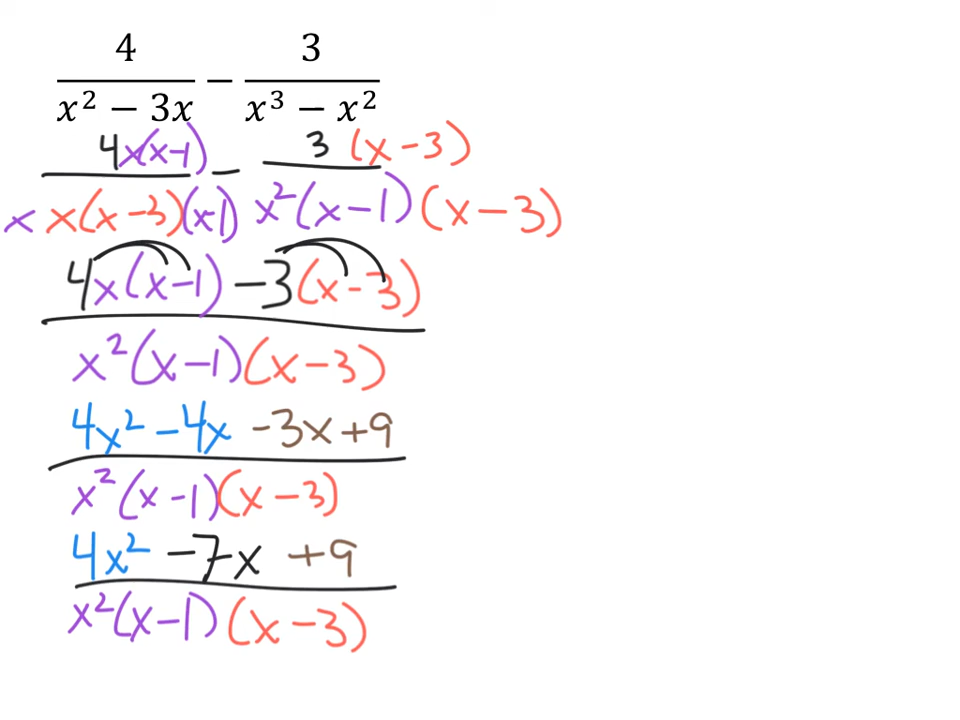 4/(x² − 3x) − 3/(x³ − x²)
4x(x−1)/(x x(x−3)(x1)) − 3(x−3)/(x²(x−1)(x−3))
(4x(x−1) −3(x−3))/(x²(x−1)(x−3))
(4x² −4x −3x +9)/(x²(x−1)(x−3))
(4x² −7x +9)/(x²(x−1)(x−3))